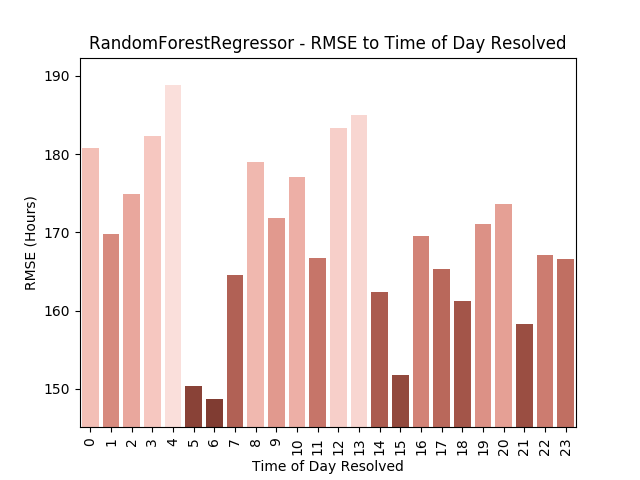 RandomForestRegressor - RMSE to Time of Day Resolved
190
180
170
160
150
RMSE (Hours)
0 1 2 3 4 5 6 7 8 9 10 11 12 13 14 15 16 17 18 19 20 21 22 23
Time of Day Resolved